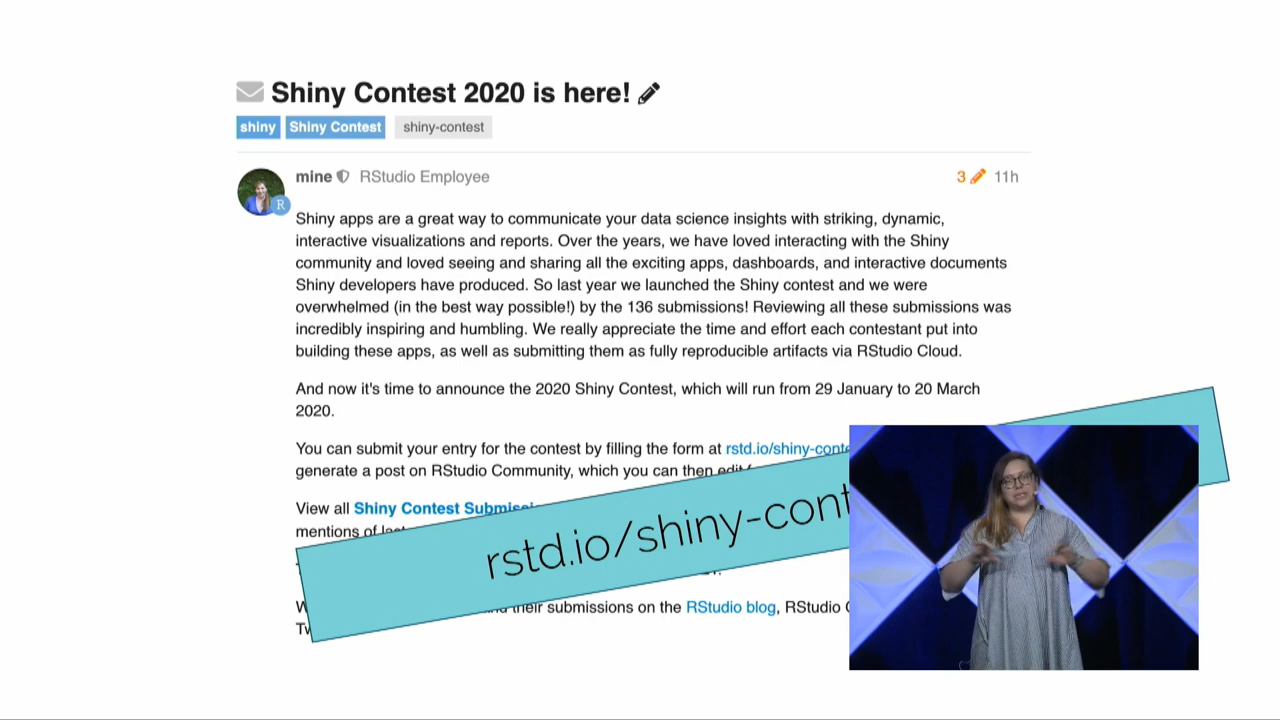 Shiny Contest 2020 is here!
shiny Shiny Contest shiny-contest
mine RStudio Employee 3 11h
R
Shiny apps are a great way to communicate your data science insights with striking, dynamic,
interactive visualizations and reports. Over the years, we have loved interacting with the Shiny
community and loved seeing and sharing all the exciting apps, dashboards, and interactive documents
Shiny developers have produced. So last year we launched the Shiny contest and we were
overwhelmed (in the best way possible!) by the 136 submissions! Reviewing all these submissions was
incredibly inspiring and humbling. We really appreciate the time and effort each contestant put into
building these apps, as well as submitting them as fully reproducible artifacts via RStudio Cloud.
And now it's time to announce the 2020 Shiny Contest, which will run from 29 January to 20 March
2020.
You can submit your entry for the contest by filling the form at rstd.io/shiny-conte
generate a post on RStudio Community, which you can then edit
View all Shiny Contest Submis
mentions of
rstd.io/shiny-cont
their submissions on the RStudio blog, RStudio